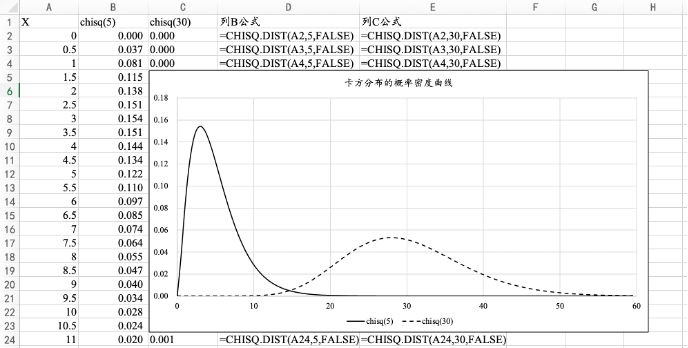 A B C D E F G H
1 X chisq(5) chisq(30) 列B公式 列C公式
2 0 0.000 0.000 =CHISQ.DIST(A2,5,FALSE) =CHISQ.DIST(A2,30,FALSE)
3 0.5 0.037 0.000 =CHISQ.DIST(A3,5,FALSE) =CHISQ.DIST(A3,30,FALSE)
4 1 0.081 0.000 =CHISQ.DIST(A4,5,FALSE) =CHISQ.DIST(A4,30,FALSE)
5 1.5 0.115
6 2 0.138
7 2.5 0.151
8 3 0.154
9 3.5 0.151
10 4 0.144
11 4.5 0.134
12 5 0.122
13 5.5 0.110
14 6 0.097
15 6.5 0.085
16 7 0.074
17 7.5 0.064
18 8 0.055
19 8.5 0.047
20 9 0.040
21 9.5 0.034
22 10 0.028
23 10.5 0.024
24 11 0.020 0.001 =CHISQ.DIST(A24,5,FALSE) =CHISQ.DIST(A24,30,FALSE)
卡方分布的概率密度曲线
0.18
0.16
0.14
0.12
0.10
0.08
0.06
0.04
0.02
0.00
0 10 20 30 40 50 60
chisq(5) chisq(30)